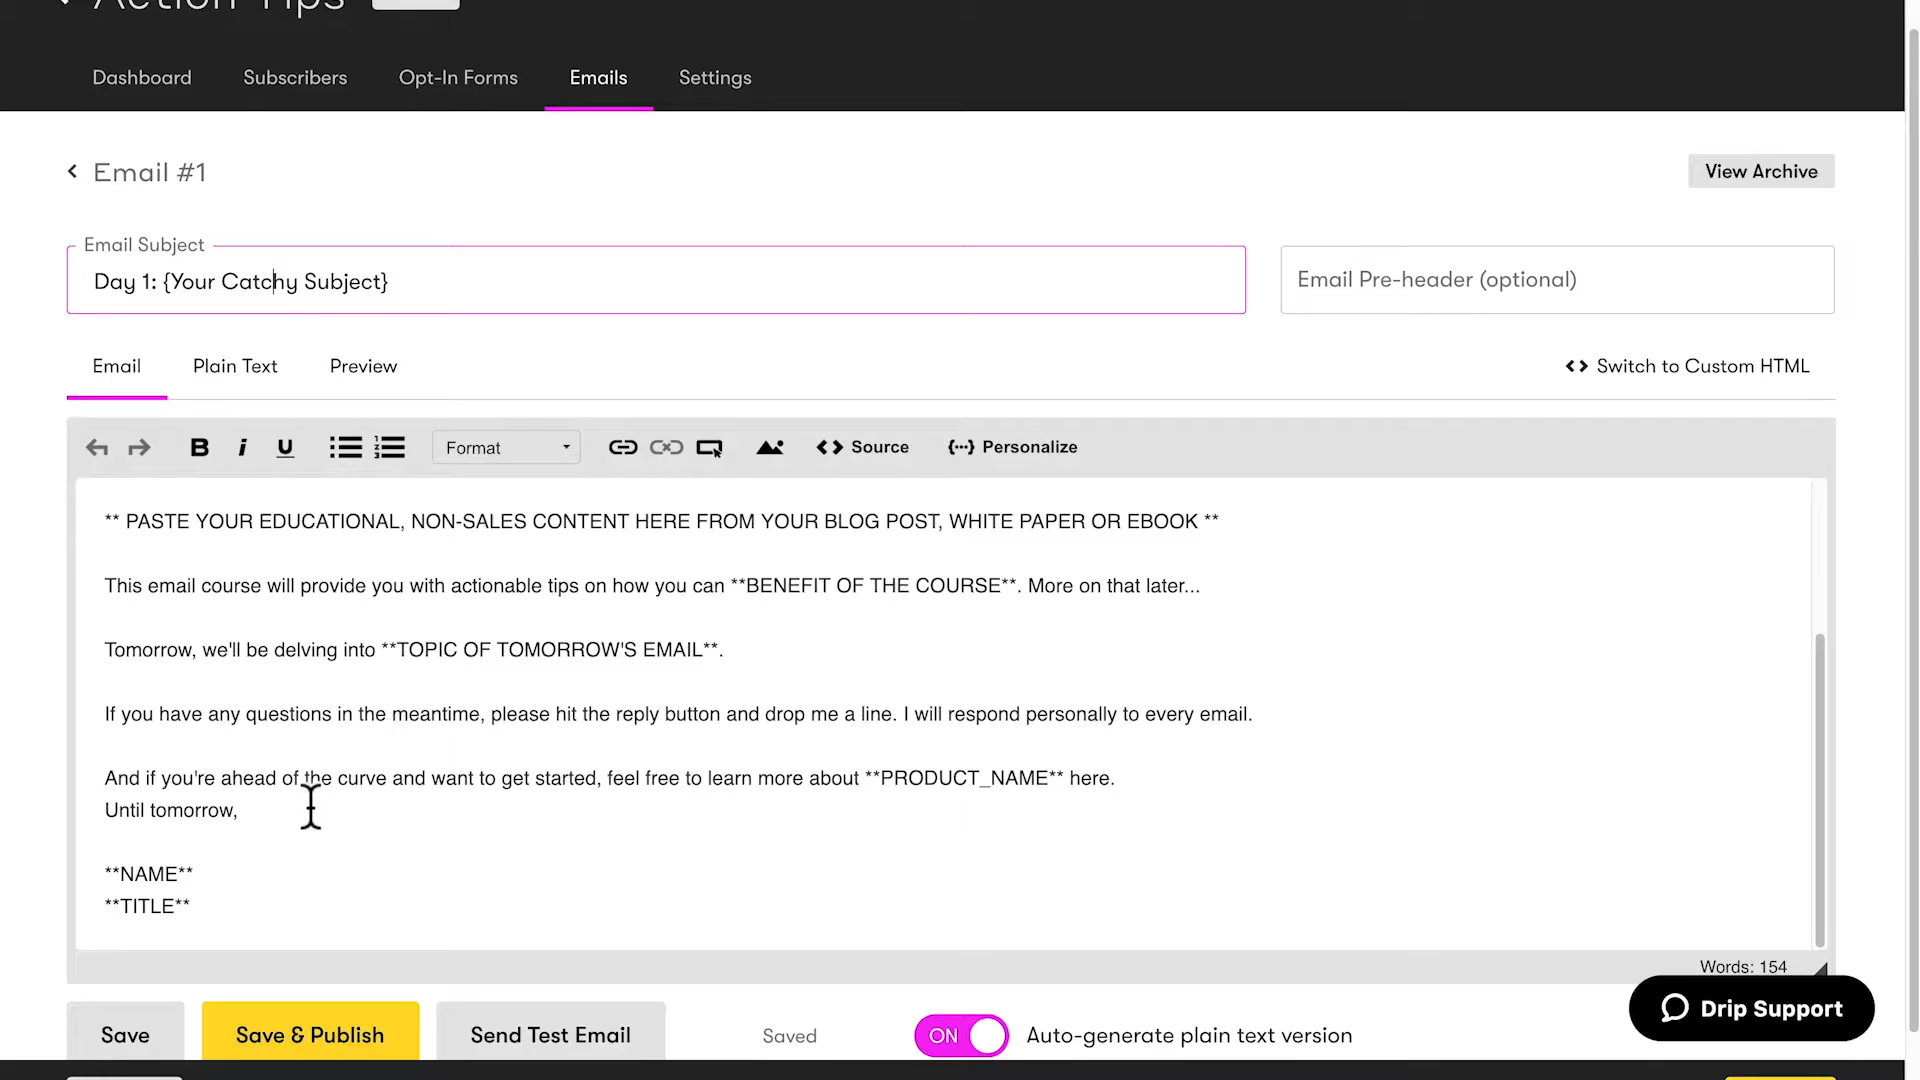 Action Tips
Dashboard Subscribers Opt-In Forms Emails Settings
Email #1
View Archive
Email Subject
Day 1: {Your Catchy Subject}
Email Pre-header (optional)
Email Plain Text Preview
Switch to Custom HTML
B i U Format Source Personalize
** PASTE YOUR EDUCATIONAL, NON-SALES CONTENT HERE FROM YOUR BLOG POST, WHITE PAPER OR EBOOK **
This email course will provide you with actionable tips on how you can **BENEFIT OF THE COURSE**. More on that later...
Tomorrow, we'll be delving into **TOPIC OF TOMORROW'S EMAIL**.
If you have any questions in the meantime, please hit the reply button and drop me a line. I will respond personally to every email.
And if you're ahead of the curve and want to get started, feel free to learn more about **PRODUCT_NAME** here.
Until tomorrow,
**NAME**
**TITLE**
Words: 154
Drip Support
Save Save & Publish Send Test Email Saved ON Auto-generate plain text version